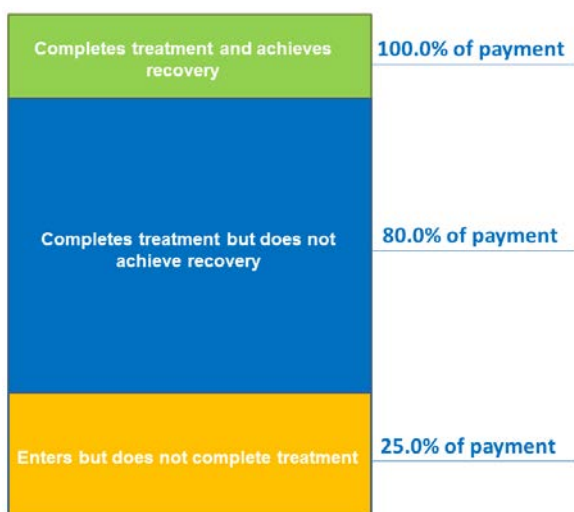 Completes treatment and achieves
recovery
100.0% of payment
Completes treatment but does not
achieve recovery
80.0% of payment
Enters but does not complete treatment
25.0% of payment